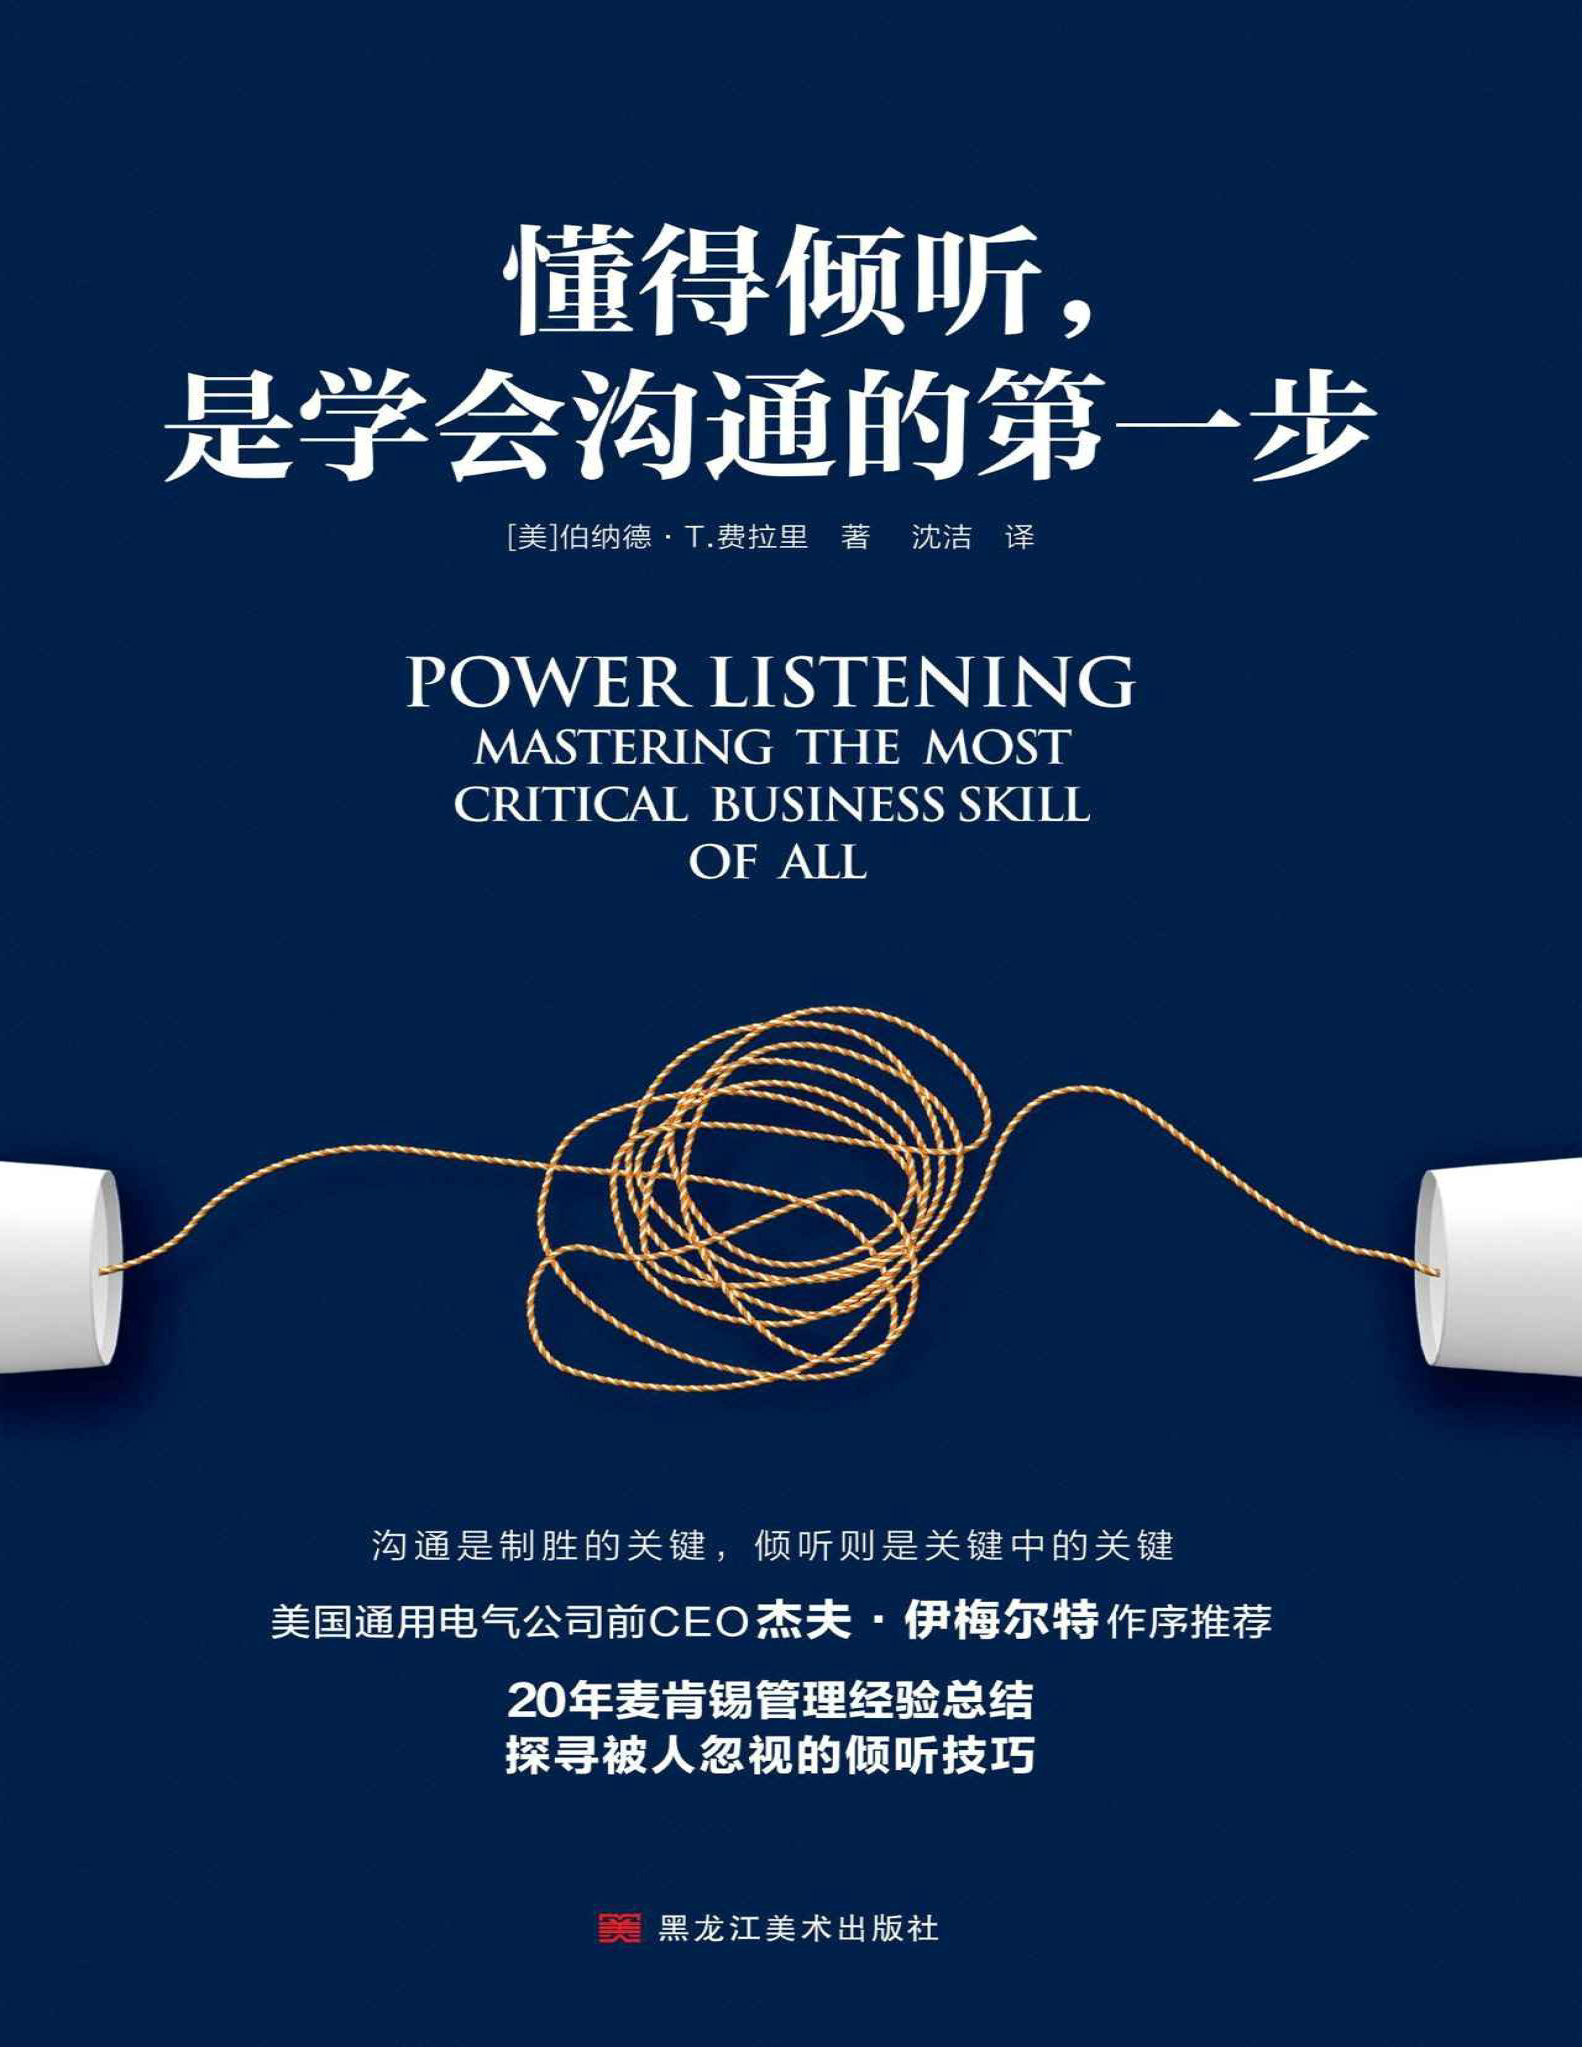 懂得倾听，
是学会沟通的第一步
[美]伯纳德·T.费拉里 著 沈洁 译
POWER LISTENING
MASTERING THE MOST
CRITICAL BUSINESS SKILL
OF ALL
沟通是制胜的关键，倾听则是关键中的关键
美国通用电气公司前CEO杰夫·伊梅尔特作序推荐
20年麦肯锡管理经验总结
探寻被人忽视的倾听技巧
美 黑龙江美术出版社